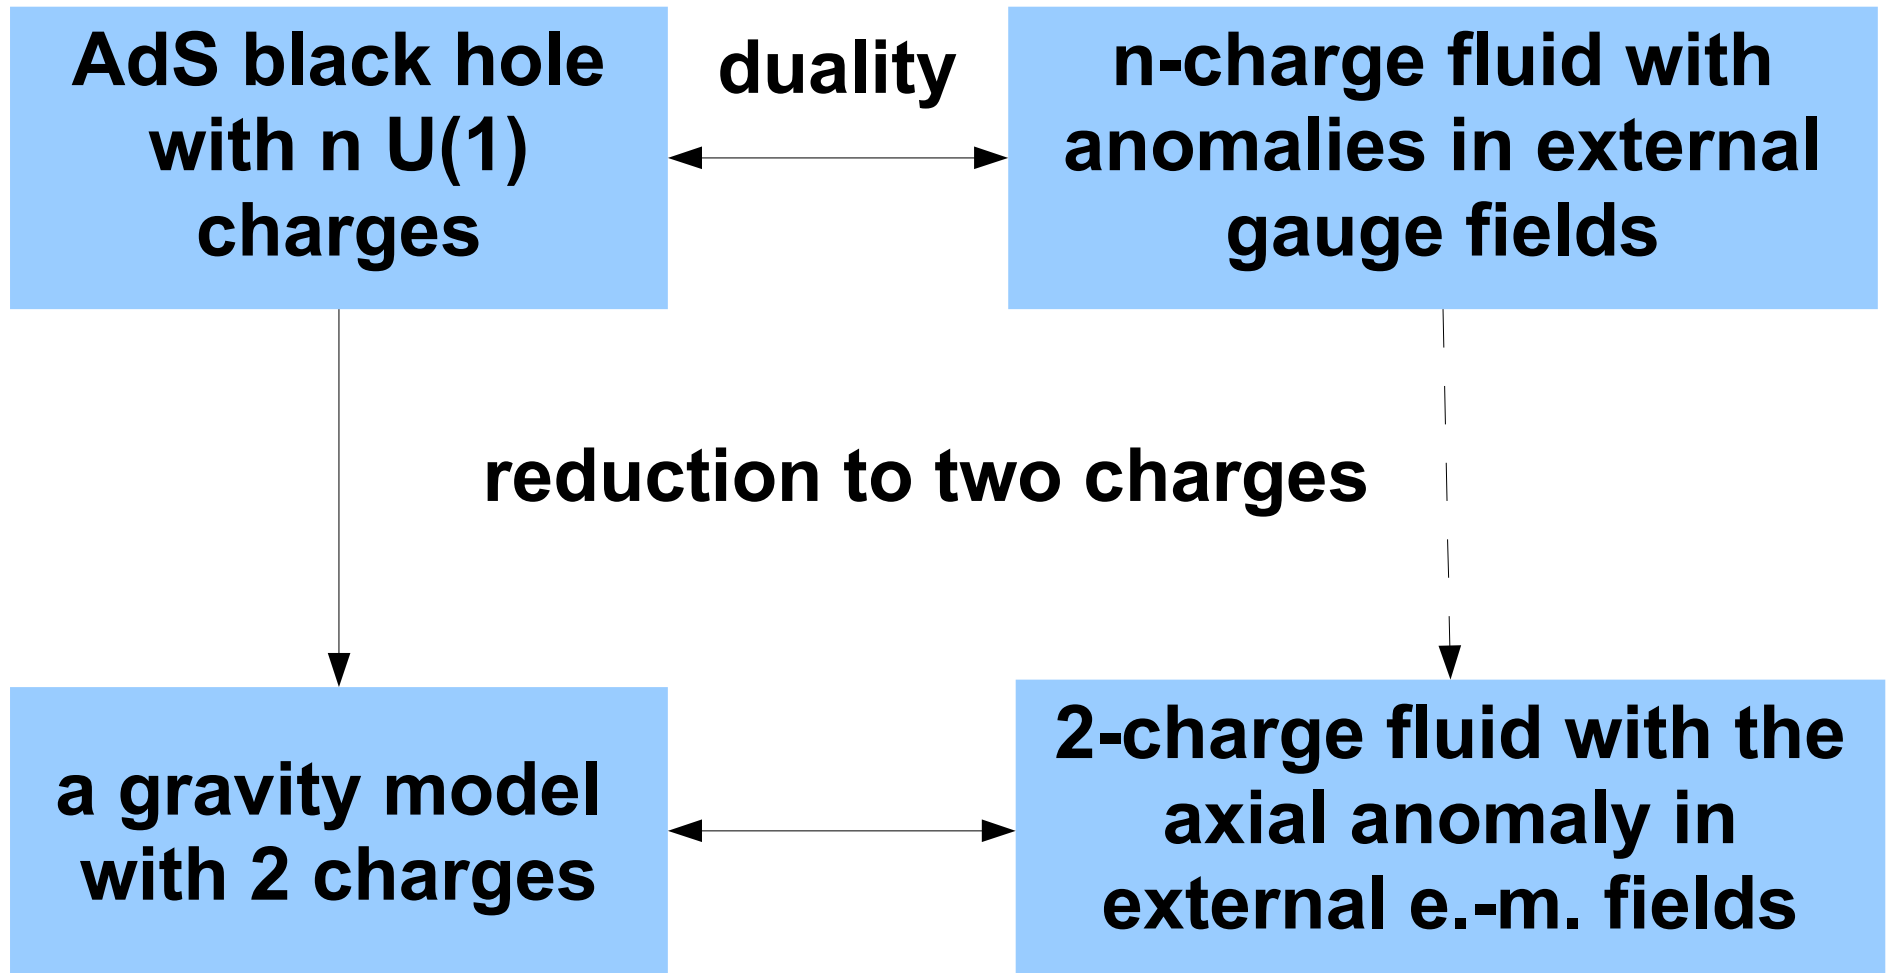 AdS black hole
with n U(1)
charges
duality
n-charge fluid with
anomalies in external
gauge fields
reduction to two charges
a gravity model
with 2 charges
2-charge fluid with the
axial anomaly in
external e.-m. fields